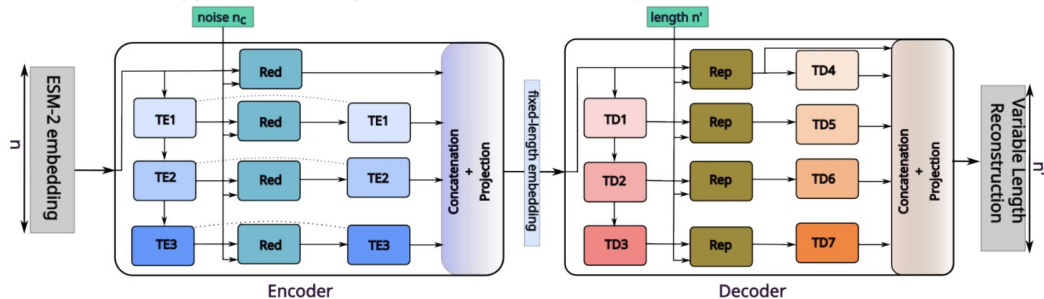 noise n_C
length n'
n
ESM-2 embedding
Red
TE1
Red
TE1
TE2
Red
TE2
TE3
Red
TE3
Concatenation
+
Projection
Encoder
fixed-length embedding
Rep
TD4
TD1
Rep
TD5
TD2
Rep
TD6
TD3
Rep
TD7
Concatenation
+
Projection
Decoder
Variable Length
Reconstruction
n'